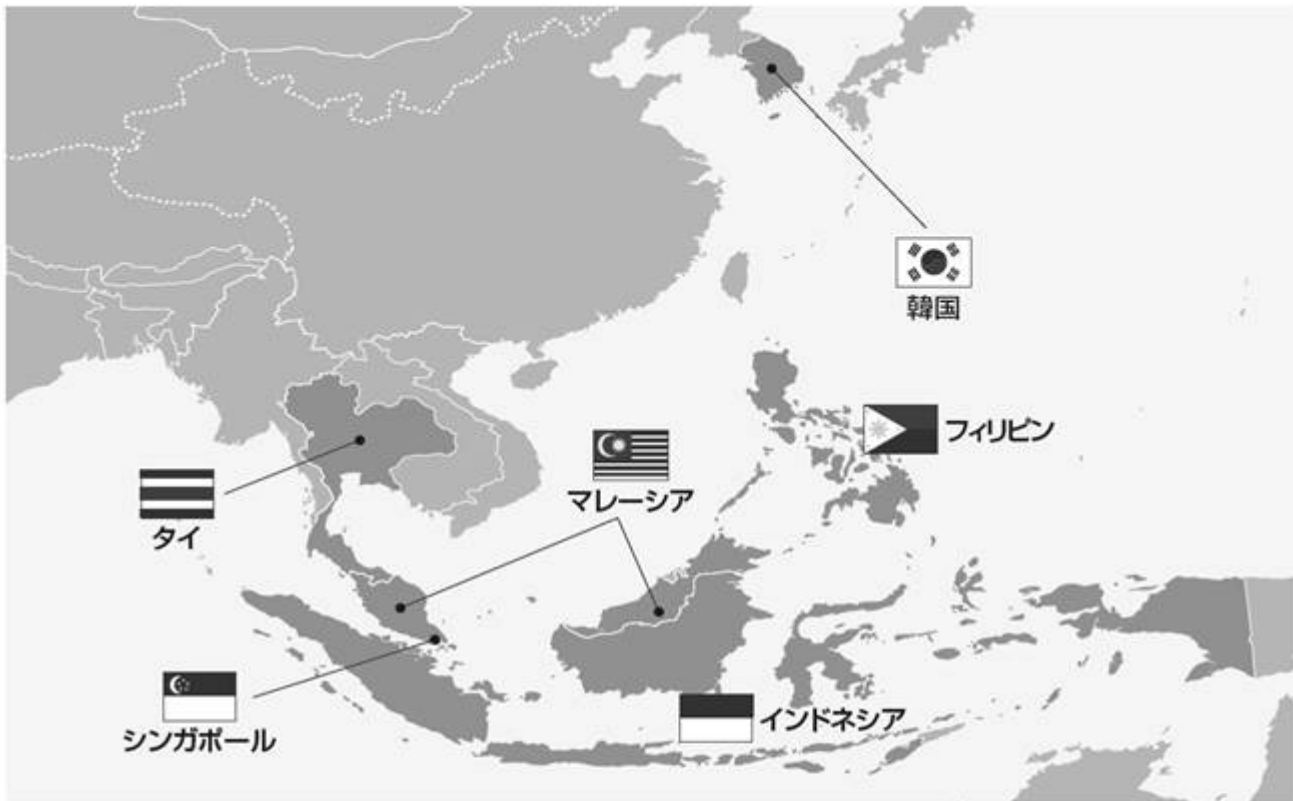 韓国
フィリピン
マレーシア
タイ
シンガポール
インドネシア